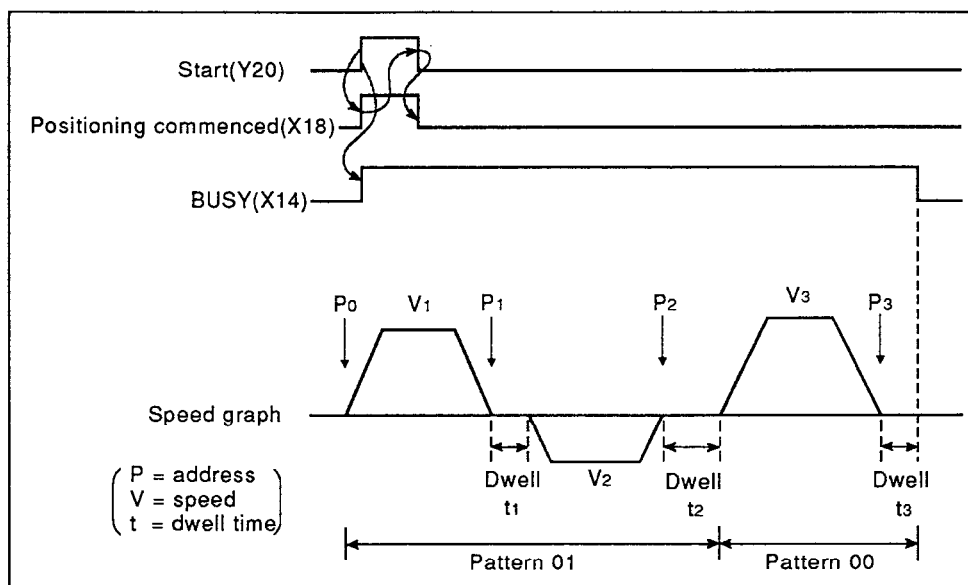 Start(Y20)
Positioning commenced(X18)
BUSY(X14)
P0 V1 P1 P2 V3 P3
Speed graph
P = address
V = speed
t = dwell time
Dwell t1
V2
Dwell t2
Dwell t3
Pattern 01
Pattern 00